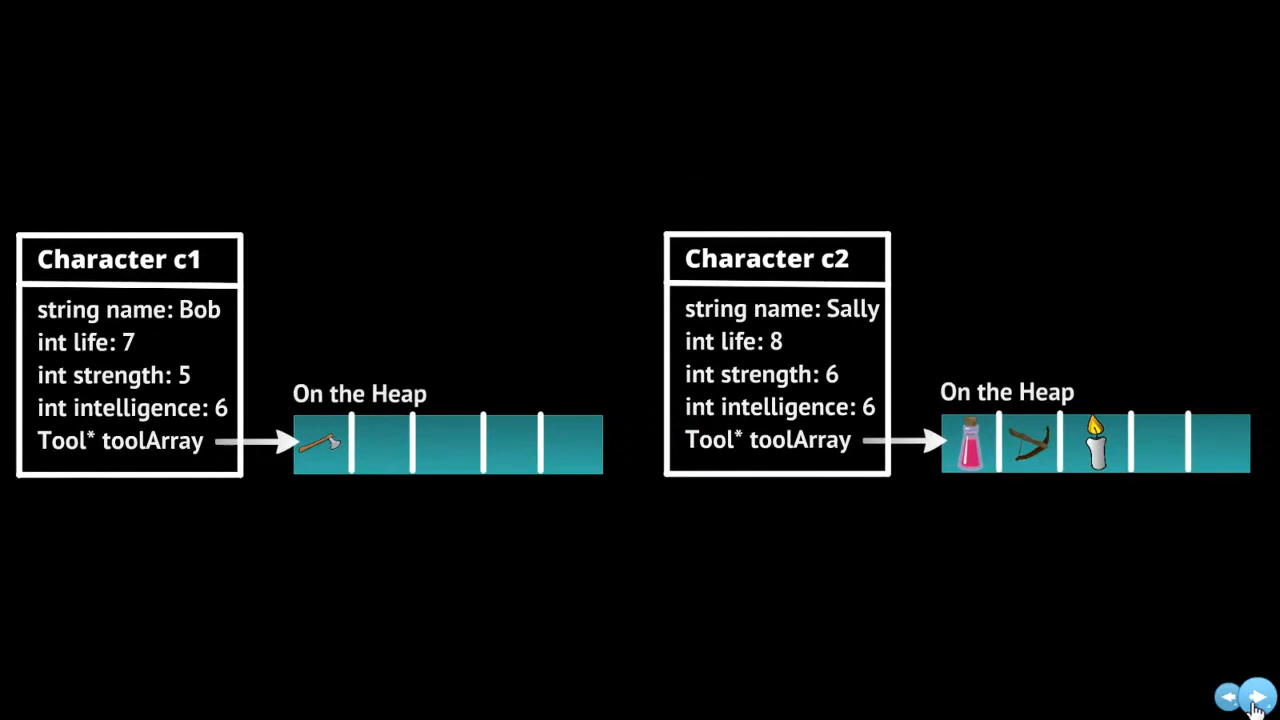 Character c1
string name: Bob
int life: 7
int strength: 5
int intelligence: 6
Tool* toolArray
On the Heap
Character c2
string name: Sally
int life: 8
int strength: 6
int intelligence: 6
Tool* toolArray
On the Heap